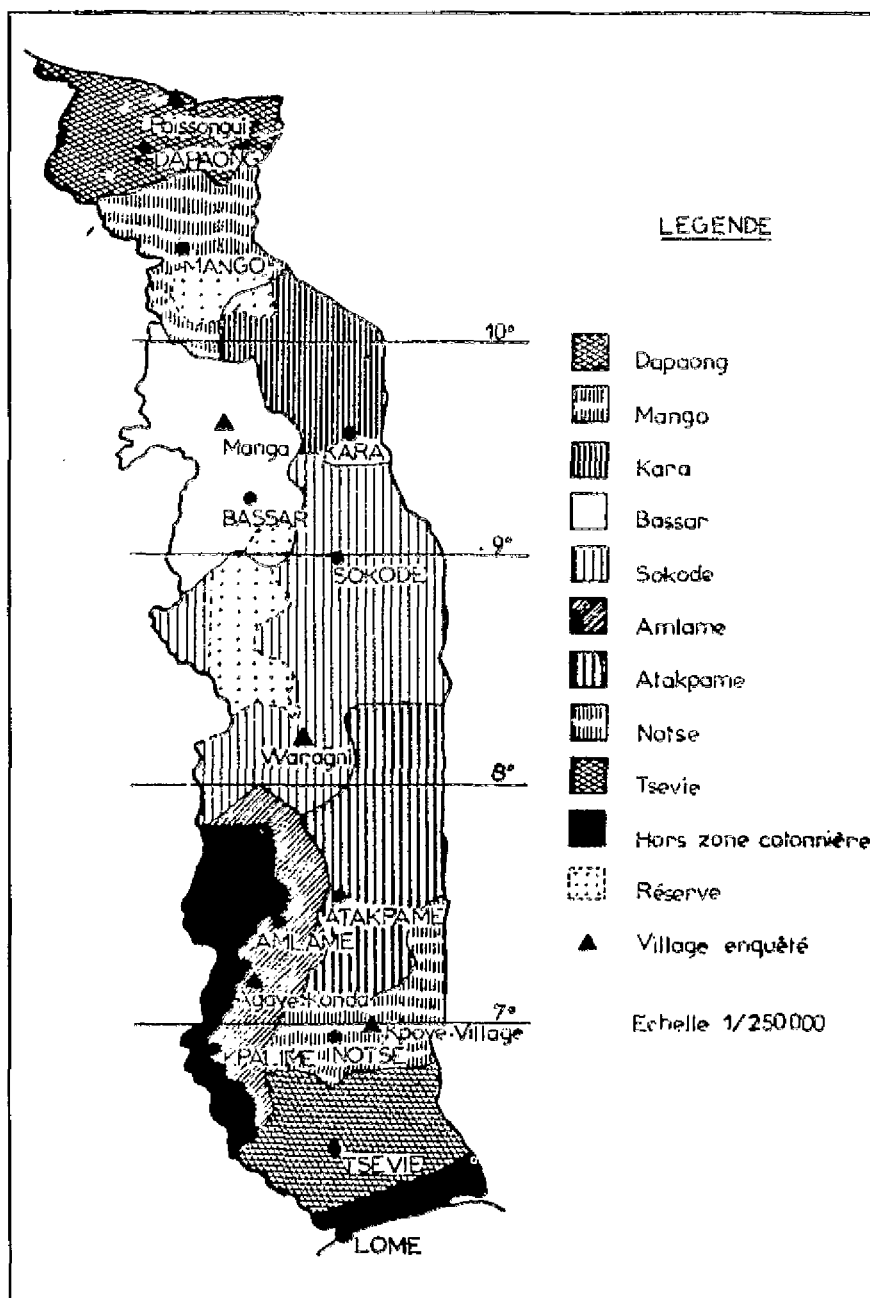 LEGENDE
Poissongui
DAPAONG
MANGO
10°
Manga
KARA
BASSAR
9°
SOKODE
Waragni
8°
ATAKPAME
AMLAME
Agave-Konda
7°
Kpove-Village
KPALIME
NOTSE
TSEVIE
LOME
Dapaong
Mango
Kara
Bassar
Sokode
Amlame
Atakpame
Notse
Tsevie
Hors zone cotonnière
Réserve
Village enquêté
Echelle 1/250000